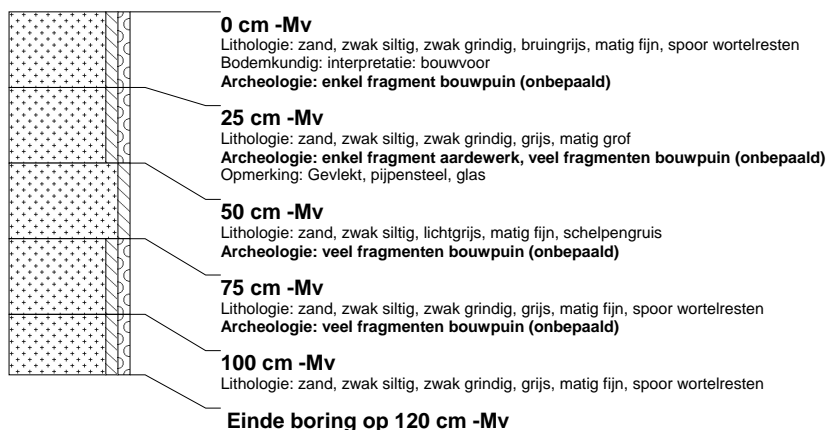 0 cm -Mv
Lithologie: zand, zwak siltig, zwak grindig, bruingrijs, matig fijn, spoor wortelresten
Bodemkundig: interpretatie: bouwvoor
Archeologie: enkel fragment bouwpuin (onbepaald)
25 cm -Mv
Lithologie: zand, zwak siltig, zwak grindig, grijs, matig grof
Archeologie: enkel fragment aardewerk, veel fragmenten bouwpuin (onbepaald)
Opmerking: Gevlekt, pijpensteel, glas
50 cm -Mv
Lithologie: zand, zwak siltig, lichtgrijs, matig fijn, schelpengruis
Archeologie: veel fragmenten bouwpuin (onbepaald)
75 cm -Mv
Lithologie: zand, zwak siltig, zwak grindig, grijs, matig fijn, spoor wortelresten
Archeologie: veel fragmenten bouwpuin (onbepaald)
100 cm -Mv
Lithologie: zand, zwak siltig, zwak grindig, grijs, matig fijn, spoor wortelresten
Einde boring op 120 cm -Mv